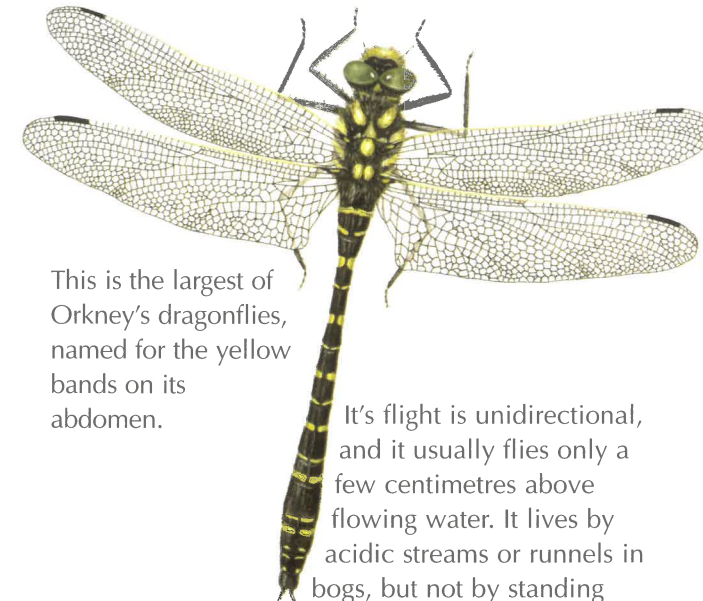 This is the largest of
Orkney's dragonflies,
named for the yellow
bands on its
abdomen.
It's flight is unidirectional,
and it usually flies only a
few centimetres above
flowing water. It lives by
acidic streams or runnels in
bogs, but not by standing